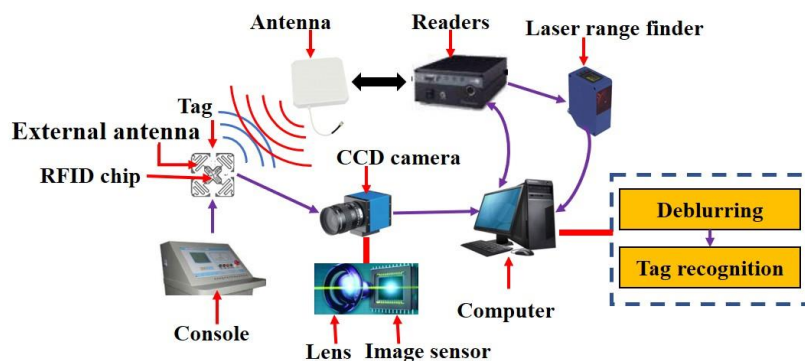 Antenna
Readers
Laser range finder
Tag
External antenna
RFID chip
CCD camera
Deblurring
Tag recognition
Console
Lens
Image sensor
Computer